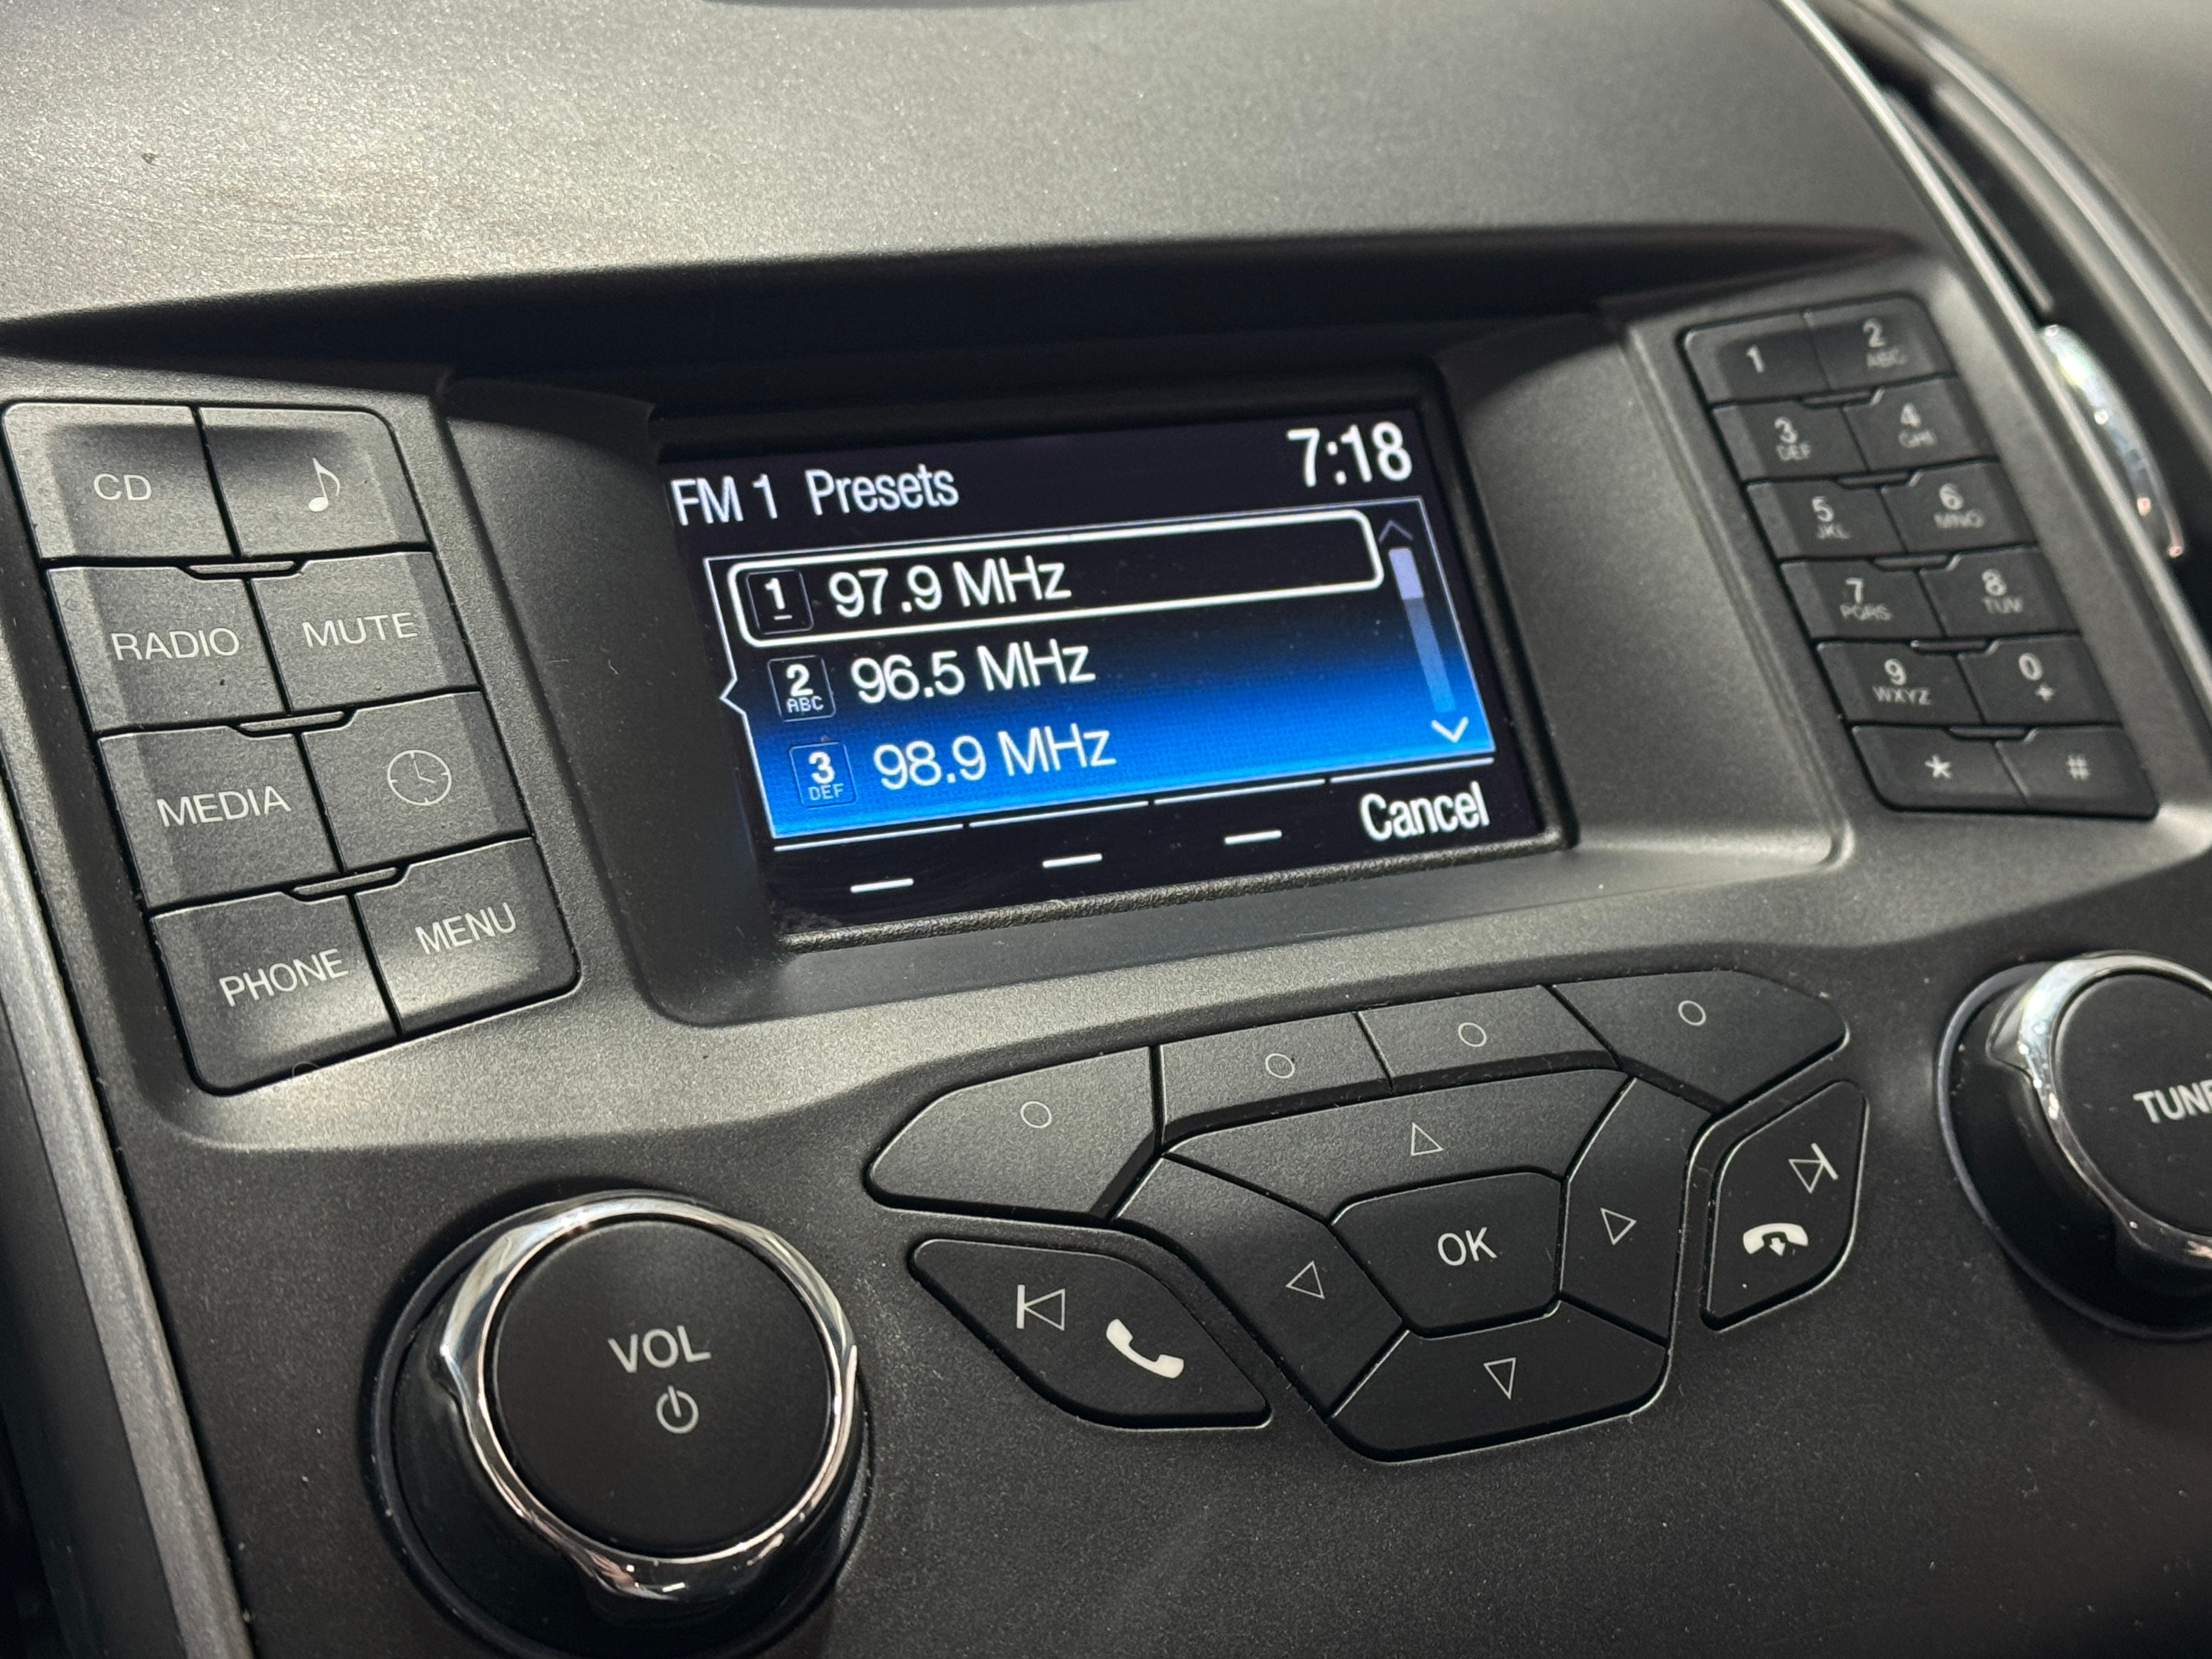 FM 1 Presets 7:18
1 97.9 MHz
2 ABC 96.5 MHz
3 DEF 98.9 MHz
Cancel
CD
RADIO MUTE
MEDIA
PHONE MENU
1 2 ABC
3 DEF 4 GHI
5 JKL 6 MNO
7 PQRS 8 TUV
9 WXYZ 0 +
* #
VOL
OK